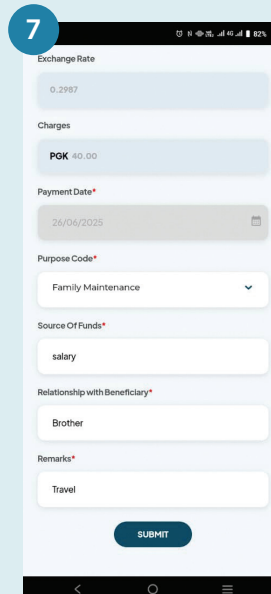 7
4G 82%
Exchange Rate
0.2987
Charges
PGK 40.00
Payment Date*
26/06/2025
Purpose Code*
Family Maintenance
Source Of Funds*
salary
Relationship with Beneficiary*
Brother
Remarks*
Travel
SUBMIT